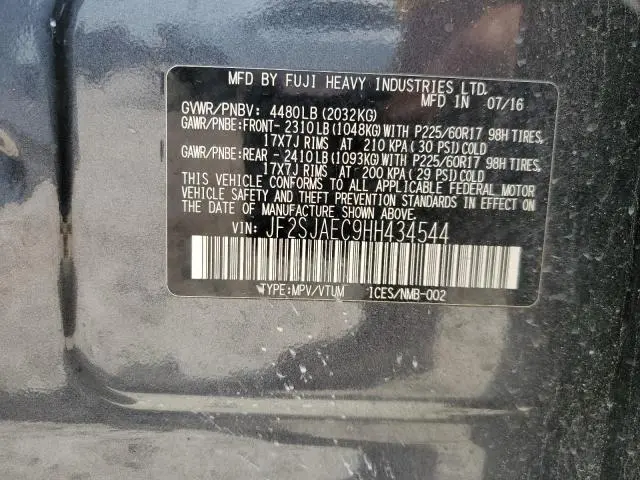 MFD BY FUJI HEAVY INDUSTRIES LTD.
MFD IN 07/16
GVWR/PNBV: 4480LB (2032KG)
GAWR/PNBE:FRONT- 2310LB (1048KG) WITH P225/60R17 98H TIRES,
17X7J RIMS AT 210 KPA ( 30 PSI) COLD
GAWR/PNBE:REAR - 2410LB (1093KG) WITH P225/60R17 98H TIRES,
17X7J RIMS AT 200 KPA ( 29 PSI) COLD
THIS VEHICLE CONFORMS TO ALL APPLICABLE FEDERAL MOTOR
VEHICLE SAFETY AND THEFT PREVENTION STANDARDS IN EFFECT ON
THE DATE OF MANUFACTURE SHOWN ABOVE.
VIN: JF2SJAEC9HH434544
TYPE:MPV/VTUM ICES/NMB-002